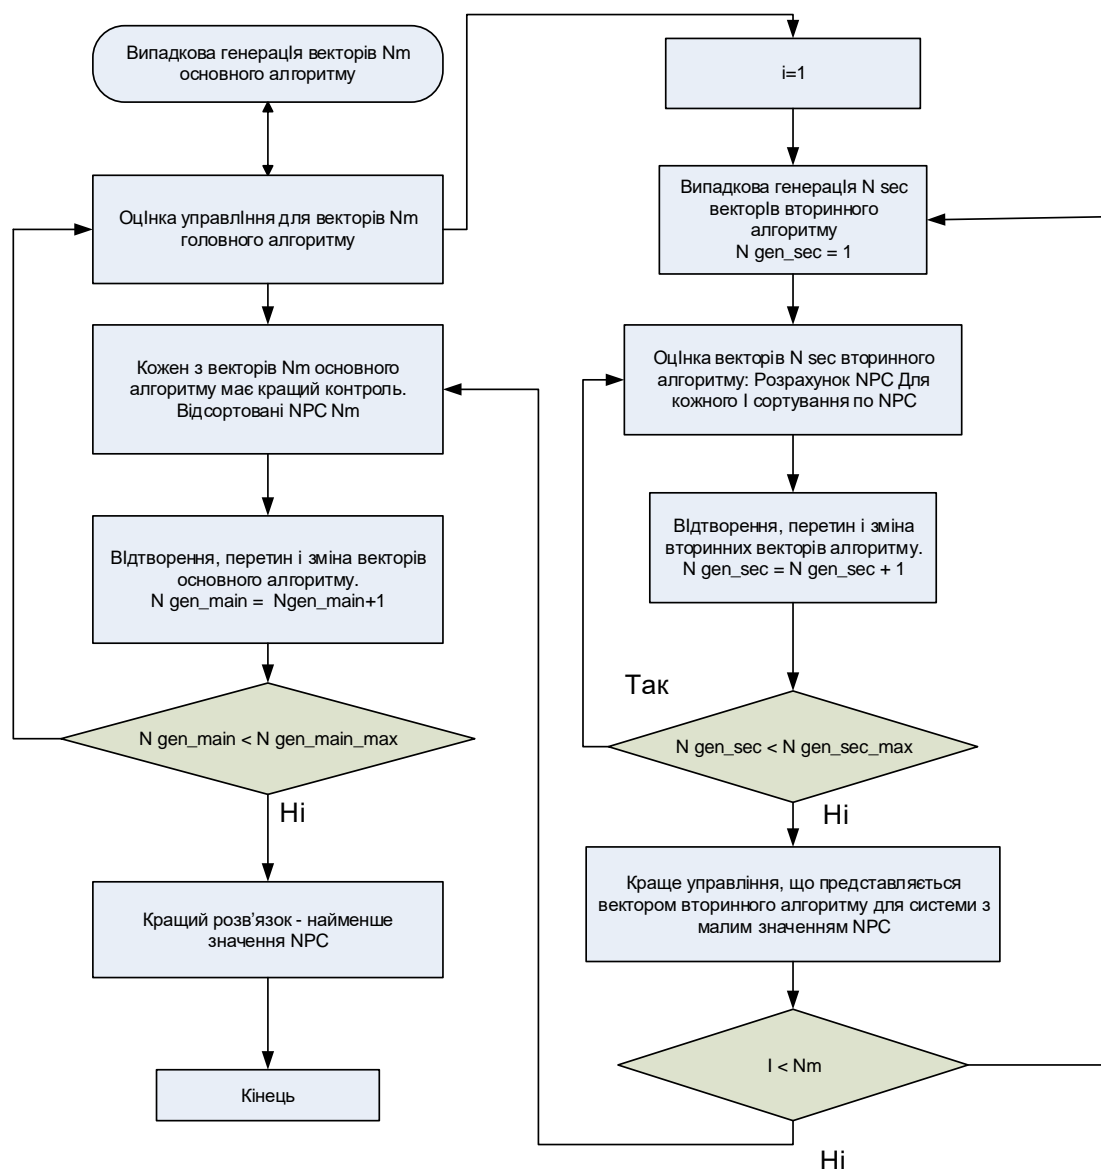 Випадкова генерацІя векторів Nm
основного алгоритму
ОцІнка управлІння для векторів Nm
головного алгоритму
Кожен з векторів Nm основного
алгоритму має кращий контроль.
Відсортовані NPC Nm
ВІдтворення, перетин і зміна векторів
основного алгоритму.
N gen_main =  Ngen_main+1
N gen_main < N gen_main_max
Ні
Кращий розв'язок - найменше
значення NPC
Кінець
i=1
Випадкова генерацІя N sec
векторІв вторинного
алгоритму
N gen_sec = 1
ОцІнка векторів N sec вторинного
алгоритму: Розрахунок NPC Для
кожного І сортування по NPC
ВІдтворення, перетин і зміна
вторинних векторів алгоритму.
N gen_sec = N gen_sec + 1
Так
N gen_sec < N gen_sec_max
Ні
Краще управління, що представляється
вектором вторинного алгоритму для системи з
малим значенням NPC
I < Nm
Ні